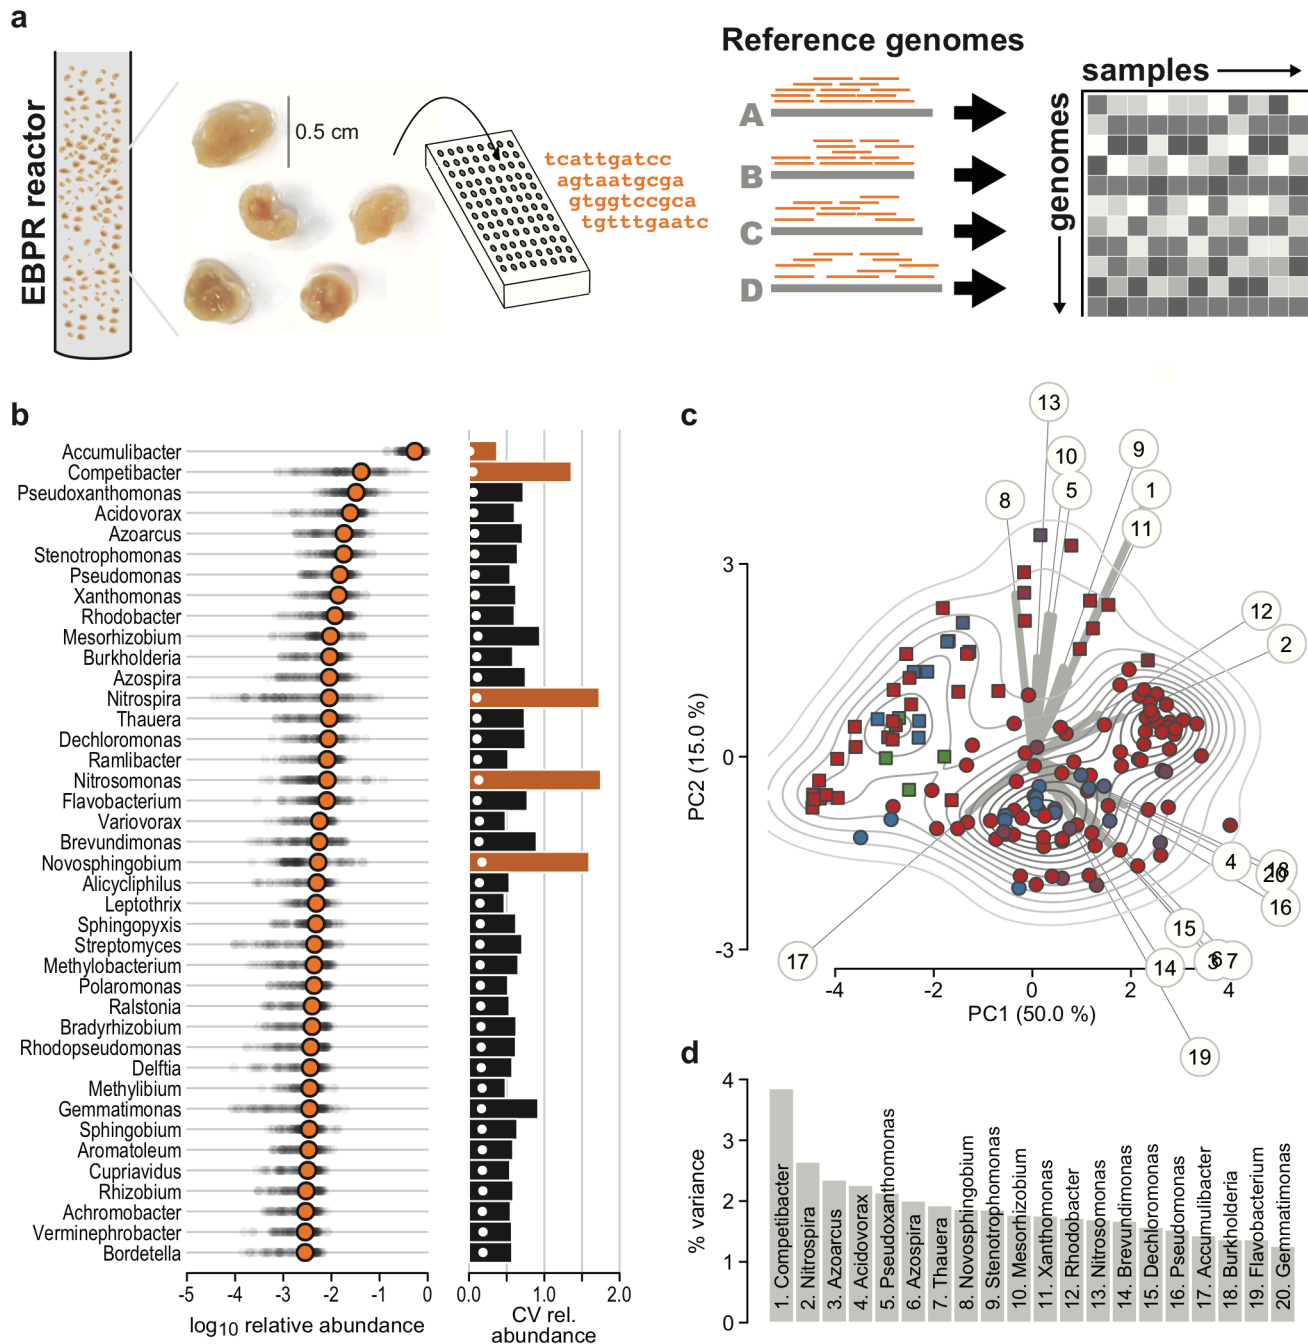 a
EBPR reactor
0.5 cm
tcattgatcc
agtaatgcga
gtggtccgca
tgtttgaatc
Reference genomes
A
B
C
D
samples
genomes
b
Accumulibacter
Competibacter
Pseudoxanthomonas
Acidovorax
Azoarcus
Stenotrophomonas
Pseudomonas
Xanthomonas
Rhodobacter
Mesorhizobium
Burkholderia
Azospira
Nitrospira
Thauera
Dechloromonas
Ramlibacter
Nitrosomonas
Flavobacterium
Variovorax
Brevundimonas
Novosphingobium
Alicycliphilus
Leptothrix
Sphingopyxis
Streptomyces
Methylobacterium
Polaromonas
Ralstonia
Bradyrhizobium
Rhodopseudomonas
Delftia
Methylibium
Gemmatimonas
Sphingobium
Aromatoleum
Cupriavidus
Rhizobium
Achromobacter
Verminephrobacter
Bordetella
-5 -4 -3 -2 -1 0
log10 relative abundance
0.0 1.0 2.0
CV rel.
abundance
c
13
10
9
8
5
1
11
12
2
4
18
20
16
15
17
14
3
6
7
19
3
0
-3
PC2 (15.0 %)
-4 -2 0 2 4
PC1 (50.0 %)
d
4
3
2
1
0
% variance
1. Competibacter
2. Nitrospira
3. Azoarcus
4. Acidovorax
5. Pseudoxanthomonas
6. Azospira
7. Thauera
8. Novosphingobium
9. Stenotrophomonas
10. Mesorhizobium
11. Xanthomonas
12. Rhodobacter
13. Nitrosomonas
14. Brevundimonas
15. Dechloromonas
16. Pseudomonas
17. Accumulibacter
18. Burkholderia
19. Flavobacterium
20. Gemmatimonas